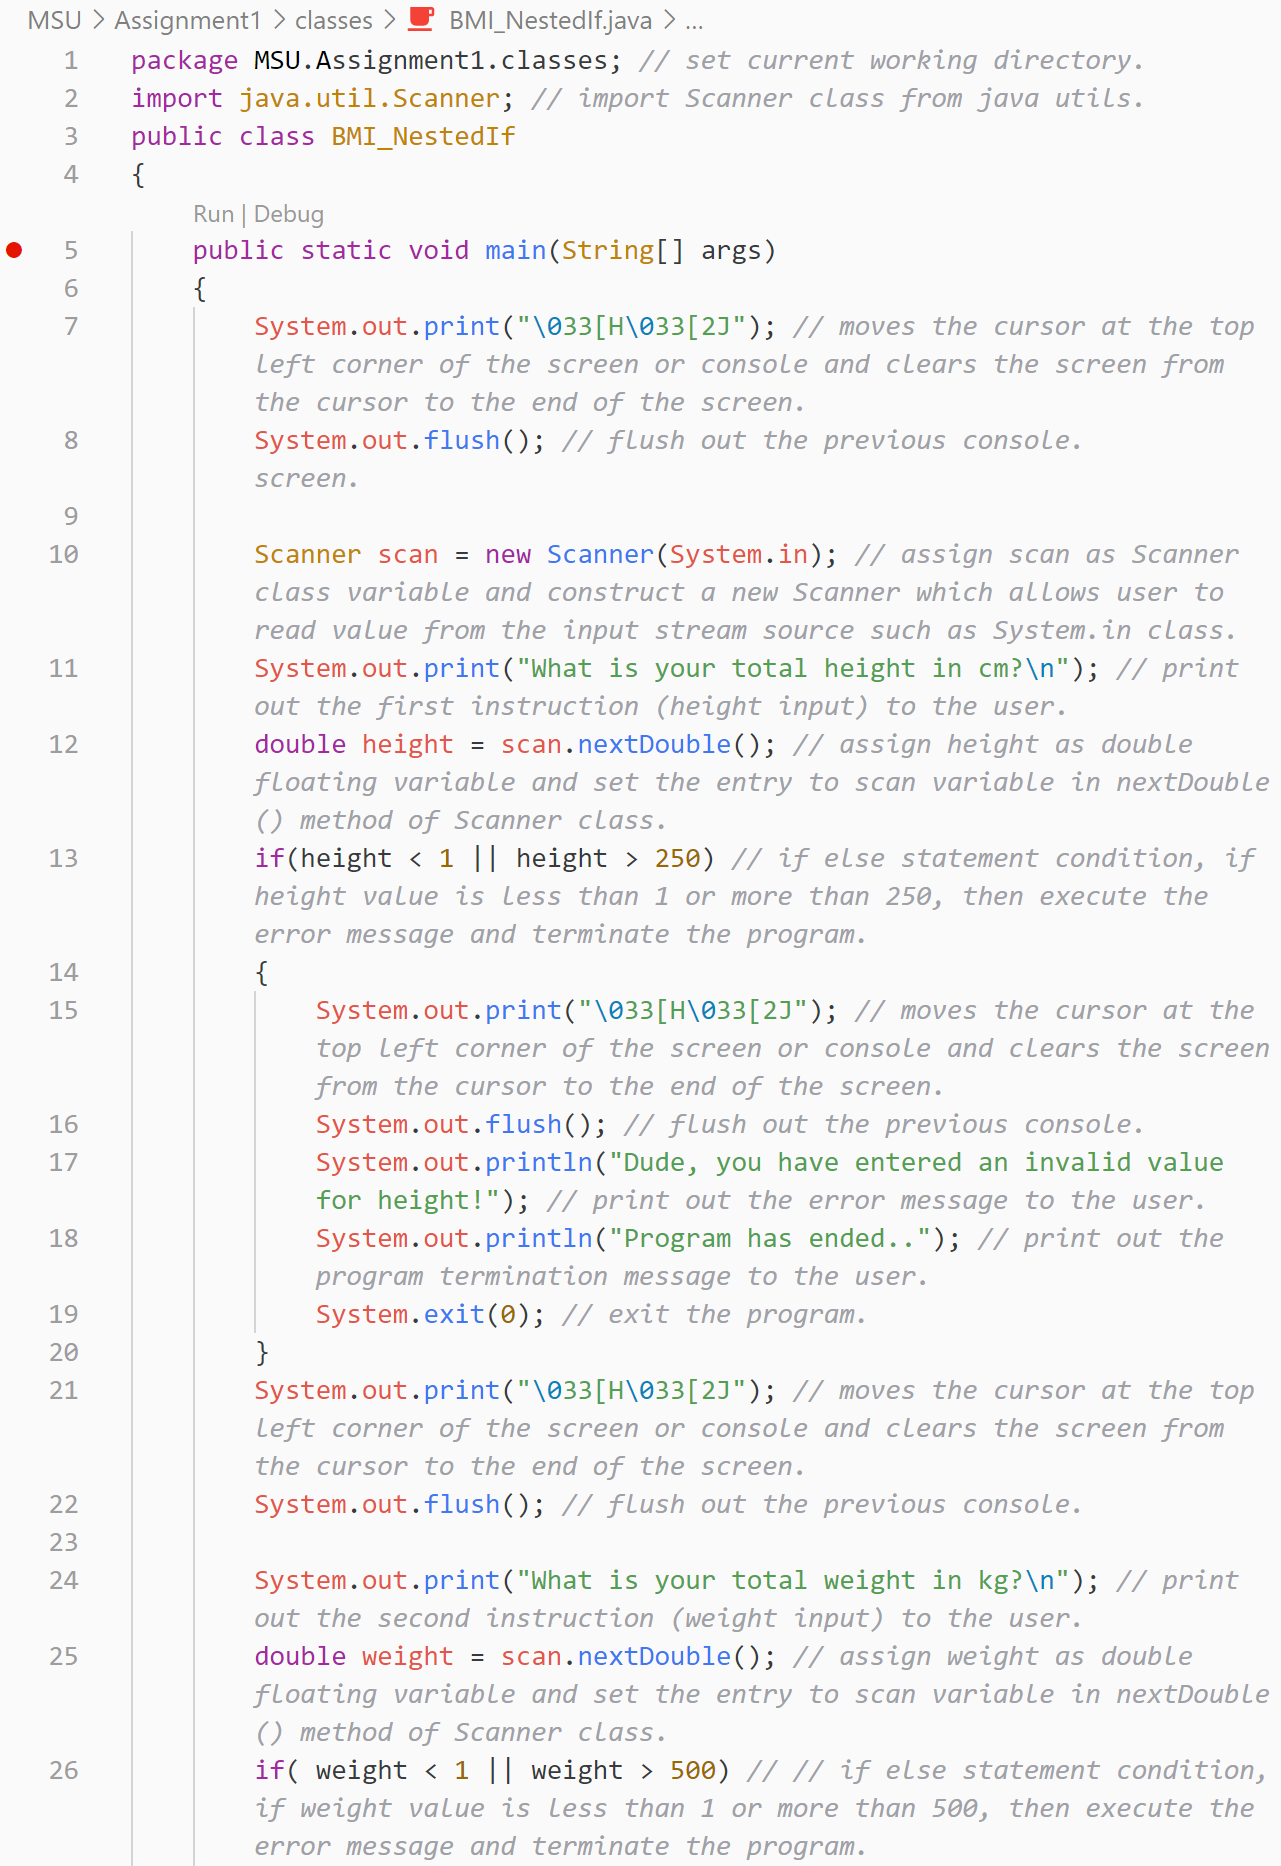 MSU > Assignment1 > classes > BMI_NestedIf.java > ...
1 package MSU.Assignment1.classes; // set current working directory.
2 import java.util.Scanner; // import Scanner class from java utils.
3 public class BMI_NestedIf
4 {
Run | Debug
5 public static void main(String[] args)
6 {
7 System.out.print("\033[H\033[2J"); // moves the cursor at the top
left corner of the screen or console and clears the screen from
the cursor to the end of the screen.
8 System.out.flush(); // flush out the previous console.
screen.
9
10 Scanner scan = new Scanner(System.in); // assign scan as Scanner
class variable and construct a new Scanner which allows user to
read value from the input stream source such as System.in class.
11 System.out.print("What is your total height in cm?\n"); // print
out the first instruction (height input) to the user.
12 double height = scan.nextDouble(); // assign height as double
floating variable and set the entry to scan variable in nextDouble
() method of Scanner class.
13 if(height < 1 || height > 250) // if else statement condition, if
height value is less than 1 or more than 250, then execute the
error message and terminate the program.
14 {
15 System.out.print("\033[H\033[2J"); // moves the cursor at the
top left corner of the screen or console and clears the screen
from the cursor to the end of the screen.
16 System.out.flush(); // flush out the previous console.
17 System.out.println("Dude, you have entered an invalid value
for height!"); // print out the error message to the user.
18 System.out.println("Program has ended.."); // print out the
program termination message to the user.
19 System.exit(0); // exit the program.
20 }
21 System.out.print("\033[H\033[2J"); // moves the cursor at the top
left corner of the screen or console and clears the screen from
the cursor to the end of the screen.
22 System.out.flush(); // flush out the previous console.
23
24 System.out.print("What is your total weight in kg?\n"); // print
out the second instruction (weight input) to the user.
25 double weight = scan.nextDouble(); // assign weight as double
floating variable and set the entry to scan variable in nextDouble
() method of Scanner class.
26 if( weight < 1 || weight > 500) // // if else statement condition,
if weight value is less than 1 or more than 500, then execute the
error message and terminate the program.